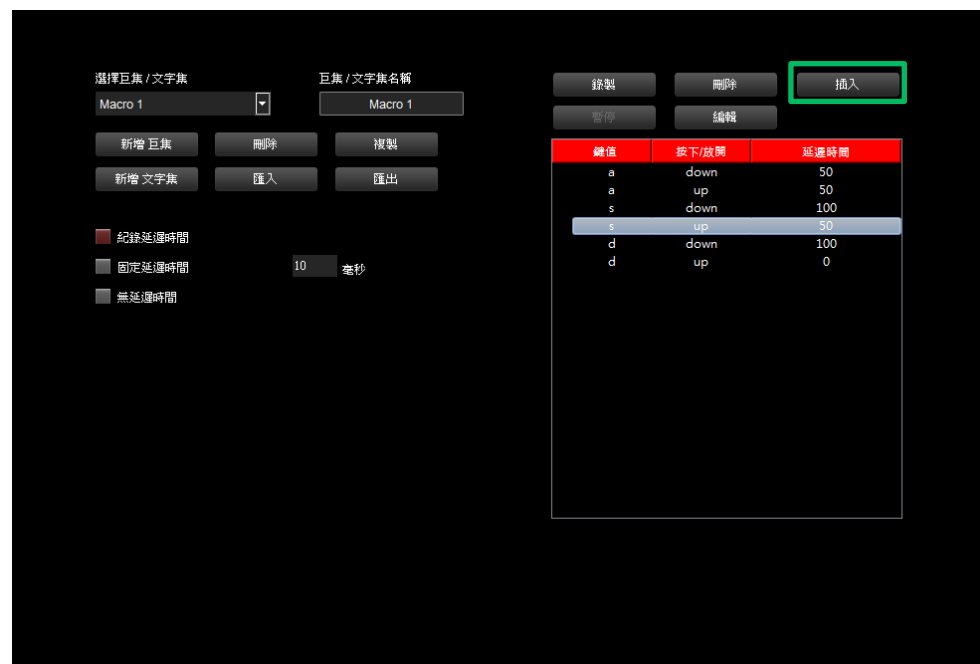 選擇巨集 / 文字集
巨集 / 文字集名稱
Macro 1
Macro 1
新增 巨集
刪除
複製
新增 文字集
匯入
匯出
紀錄延遲時間
固定延遲時間
10
毫秒
無延遲時間
錄製
刪除
插入
暫停
編輯
鍵值 按下/放開 延遲時間
a down 50
a up 50
s down 100
s up 50
d down 100
d up 0